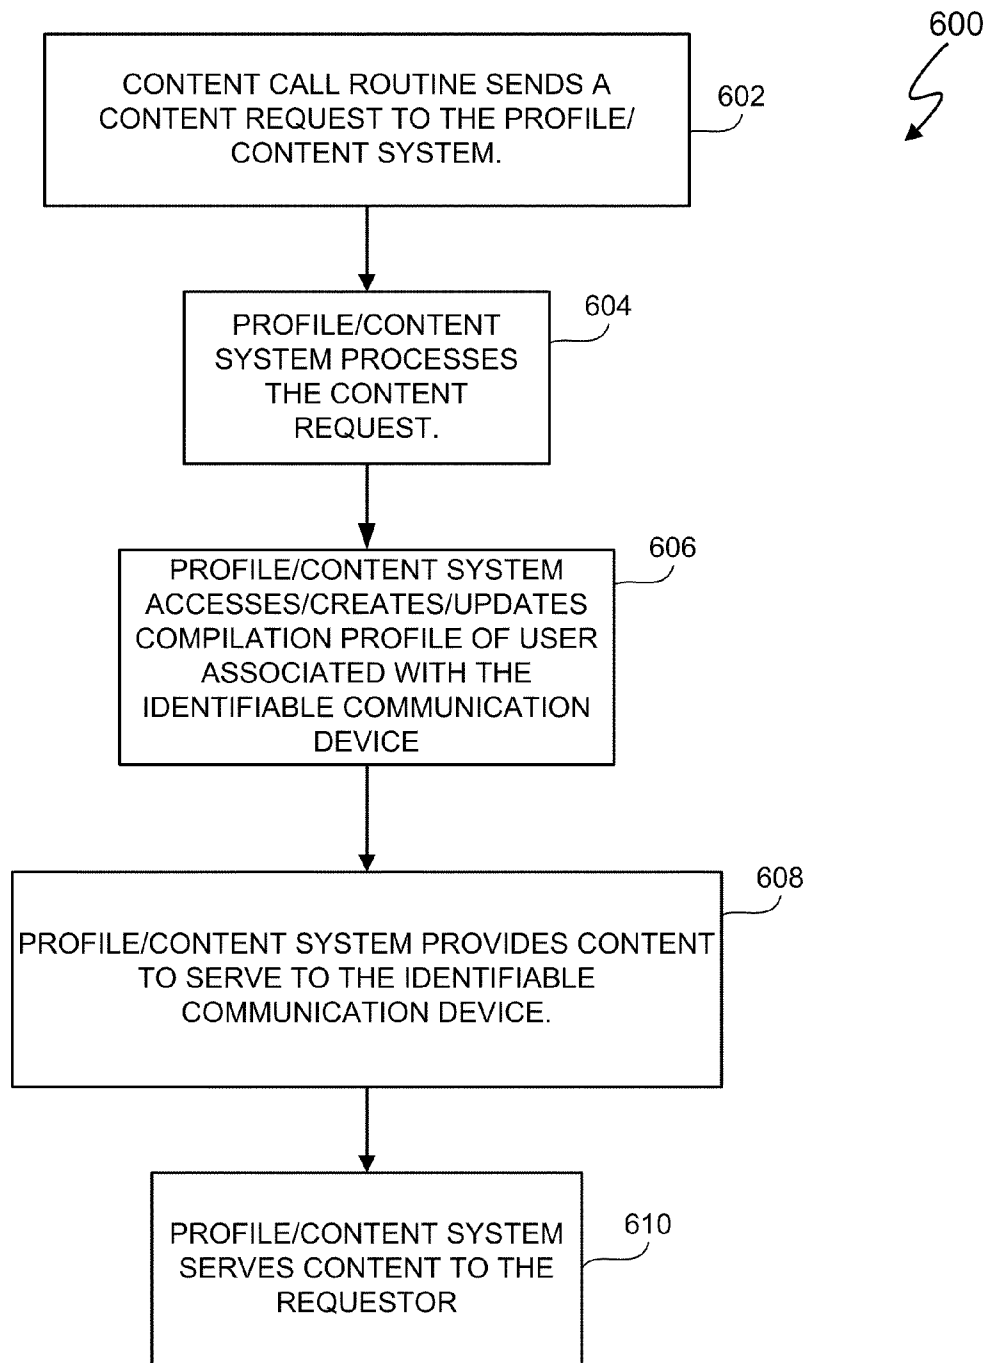 600
CONTENT CALL ROUTINE SENDS A
CONTENT REQUEST TO THE PROFILE/
CONTENT SYSTEM.
602
PROFILE/CONTENT
SYSTEM PROCESSES
THE CONTENT
REQUEST.
604
PROFILE/CONTENT SYSTEM
ACCESSES/CREATES/UPDATES
COMPILATION PROFILE OF USER
ASSOCIATED WITH THE
IDENTIFIABLE COMMUNICATION
DEVICE
606
PROFILE/CONTENT SYSTEM PROVIDES CONTENT
TO SERVE TO THE IDENTIFIABLE
COMMUNICATION DEVICE.
608
PROFILE/CONTENT SYSTEM
SERVES CONTENT TO THE
REQUESTOR
610